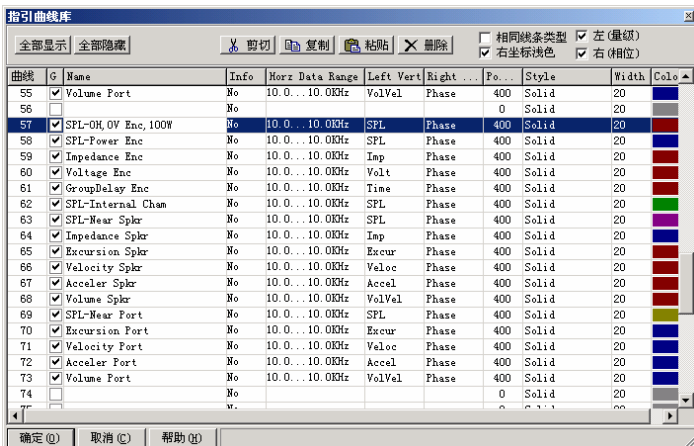 指引曲线库
全部显示 全部隐藏 剪切 复制 粘贴 删除 相同线条类型 左(量级)
右坐标浅色 右(相位)
曲线 G Name Info Horz Data Range Left Vert Right ... Po... Style Width Colo
55 Volume Port No 10.0...10.0KHz VolVel Phase 400 Solid 20
56 No 0 Solid 20
57 SPL-0H,0V Enc,100W No 10.0...10.0KHz SPL Phase 400 Solid 20
58 SPL-Power Enc No 10.0...10.0KHz SPL Phase 400 Solid 20
59 Impedance Enc No 10.0...10.0KHz Imp Phase 400 Solid 20
60 Voltage Enc No 10.0...10.0KHz Volt Phase 400 Solid 20
61 GroupDelay Enc No 10.0...10.0KHz Time Phase 400 Solid 20
62 SPL-Internal Cham No 10.0...10.0KHz SPL Phase 400 Solid 20
63 SPL-Near Spkr No 10.0...10.0KHz SPL Phase 400 Solid 20
64 Impedance Spkr No 10.0...10.0KHz Imp Phase 400 Solid 20
65 Excursion Spkr No 10.0...10.0KHz Excur Phase 400 Solid 20
66 Velocity Spkr No 10.0...10.0KHz Veloc Phase 400 Solid 20
67 Acceler Spkr No 10.0...10.0KHz Accel Phase 400 Solid 20
68 Volume Spkr No 10.0...10.0KHz VolVel Phase 400 Solid 20
69 SPL-Near Port No 10.0...10.0KHz SPL Phase 400 Solid 20
70 Excursion Port No 10.0...10.0KHz Excur Phase 400 Solid 20
71 Velocity Port No 10.0...10.0KHz Veloc Phase 400 Solid 20
72 Acceler Port No 10.0...10.0KHz Accel Phase 400 Solid 20
73 Volume Port No 10.0...10.0KHz VolVel Phase 400 Solid 20
74 No 0 Solid 20
确定(O) 取消(C) 帮助(H)